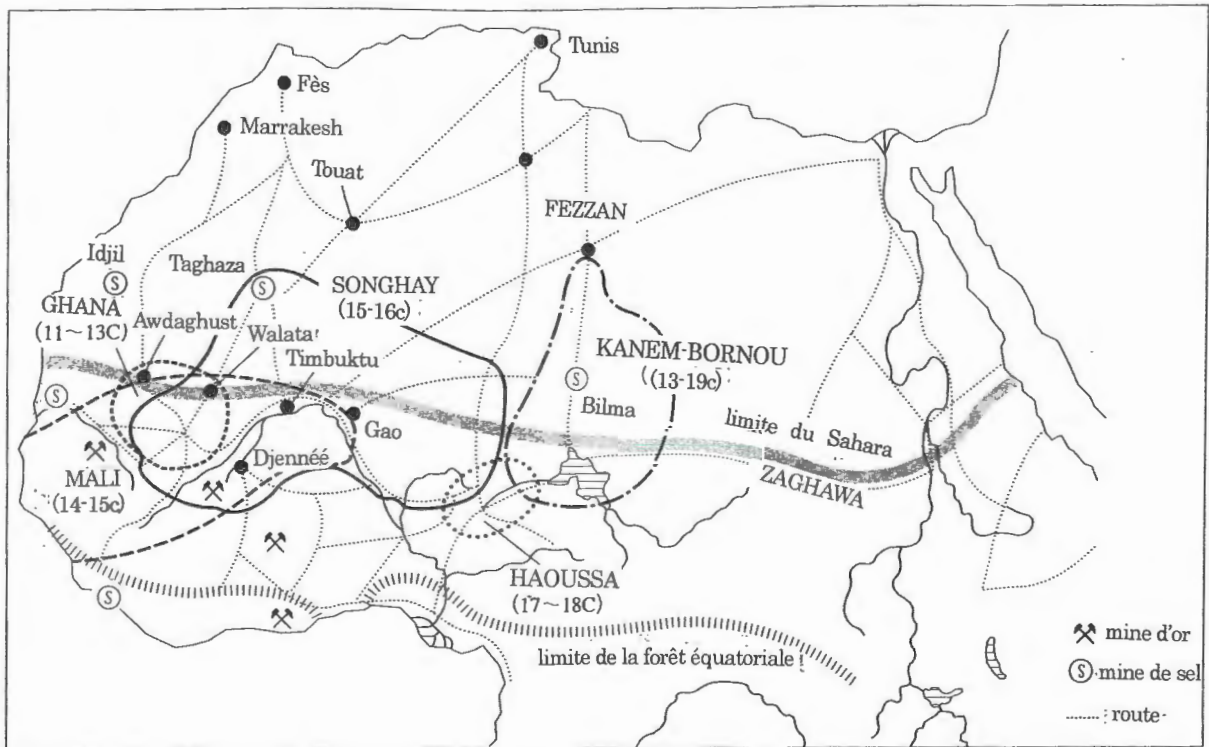 Tunis
Fès
Marrakesh
Touat
FEZZAN
Idjil
S
Taghaza
S
SONGHAY
(15-16c)
GHANA
(11~13C)
Awdaghust
Walata
Timbuktu
KANEM-BORNOU
(13-19c)
S
Bilma
S
Gao
limite du Sahara
ZAGHAWA
MALI
(14-15c)
Djennéé
HAOUSSA
(17~18C)
S
limite de la forêt équatoriale
mine d'or
S mine de sel
route